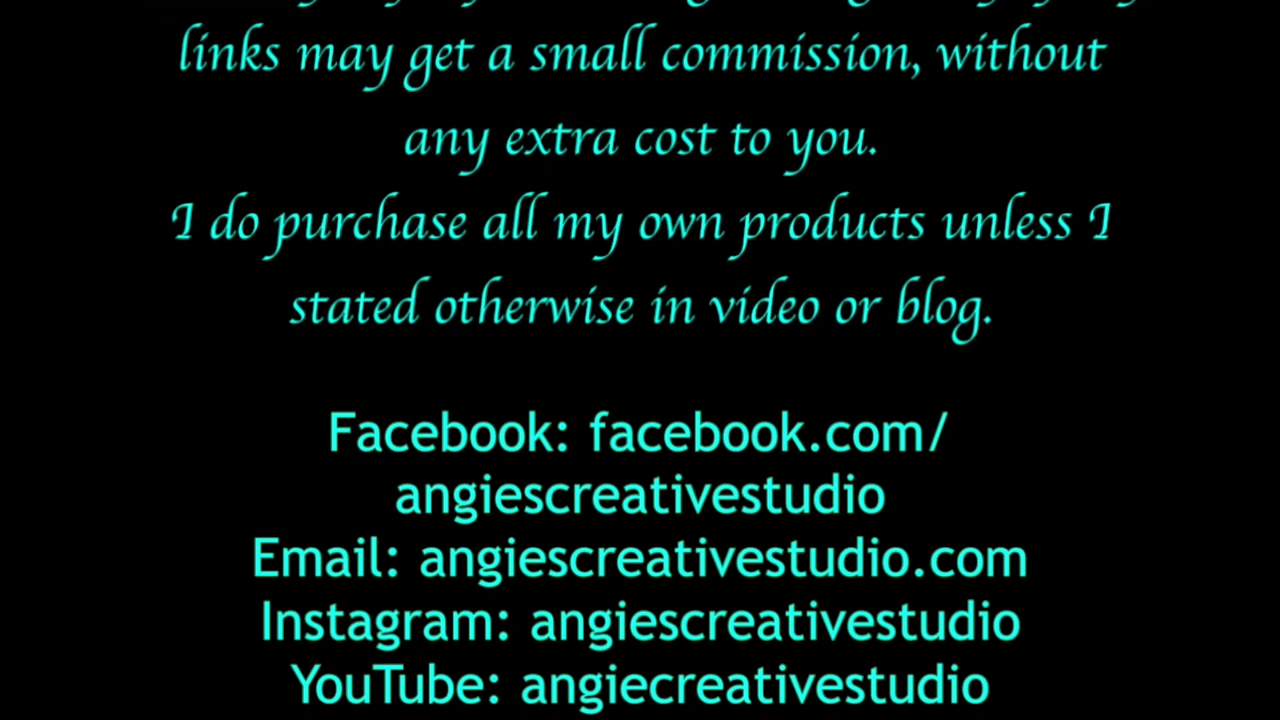 links may get a small commission, without
any extra cost to you.
I do purchase all my own products unless I
stated otherwise in video or blog.
Facebook: facebook.com/
angiescreativestudio
Email: angiescreativestudio.com
Instagram: angiescreativestudio
YouTube: angiecreativestudio